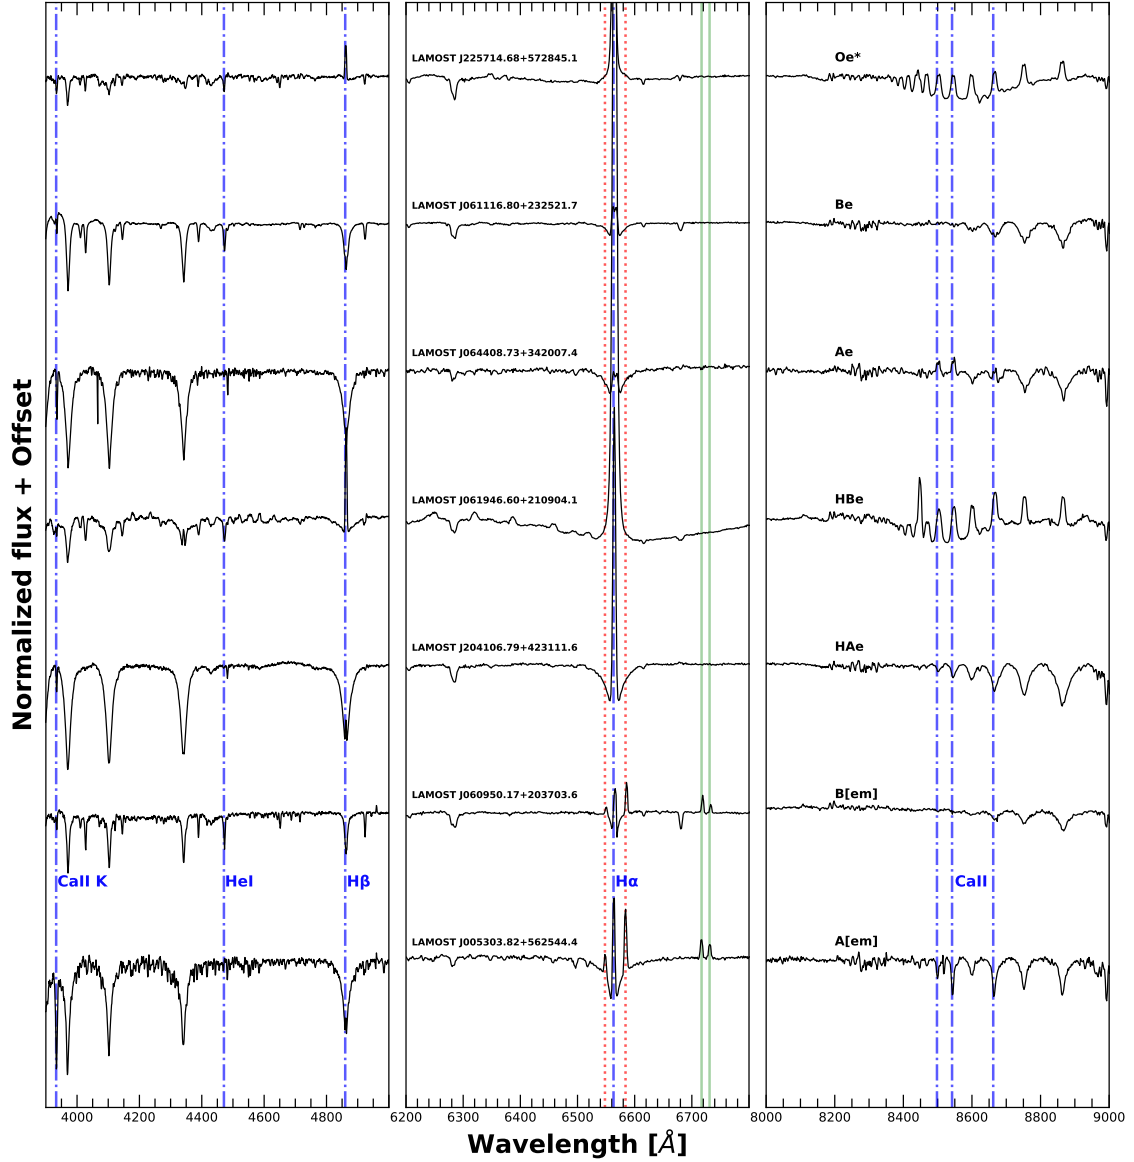 LAMOST J225714.68+572845.1
Oe*
LAMOST J061116.80+232521.7
Be
LAMOST J064408.73+342007.4
Ae
LAMOST J061946.60+210904.1
HBe
LAMOST J204106.79+423111.6
HAe
LAMOST J060950.17+203703.6
B[em]
CaII K
HeI
Hβ
Hα
CaII
LAMOST J005303.82+562544.4
A[em]
4000 4200 4400 4600 4800
6200 6300 6400 6500 6600 6700
8000 8200 8400 8600 8800 9000
Wavelength [Å]
Normalized flux + Offset